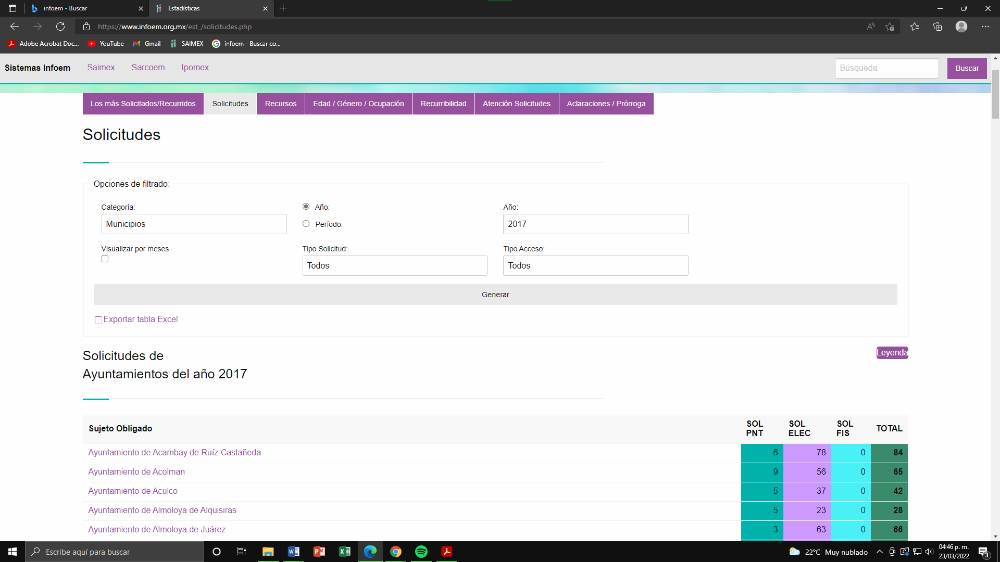 infoem - Buscar
Estadísticas
https://www.infoem.org.mx/est_/solicitudes.php
Adobe Acrobat Doc...
YouTube
Gmail
SAIMEX
infoem - Buscar co...
Sistemas Infoem
Saimex
Sarcoem
Ipomex
Búsqueda
Buscar
Los más Solicitados/Recurridos
Solicitudes
Recursos
Edad / Género / Ocupación
Recurribilidad
Atención Solicitudes
Aclaraciones / Prórroga
Solicitudes
Opciones de filtrado:
Categoría:
Año:
Año:
Municipios
Período:
2017
Visualizar por meses
Tipo Solicitud:
Tipo Acceso:
Todos
Todos
Generar
Exportar tabla Excel
Solicitudes de
Ayuntamientos del año 2017
Leyenda
Sujeto Obligado SOL PNT SOL ELEC SOL FIS TOTAL
Ayuntamiento de Acambay de Ruíz Castañeda 6 78 0 84
Ayuntamiento de Acolman 9 56 0 65
Ayuntamiento de Aculco 5 37 0 42
Ayuntamiento de Almoloya de Alquisiras 5 23 0 28
Ayuntamiento de Almoloya de Juárez 3 63 0 66
Escribe aquí para buscar
22°C Muy nublado
04:46 p. m.
23/03/2022
3